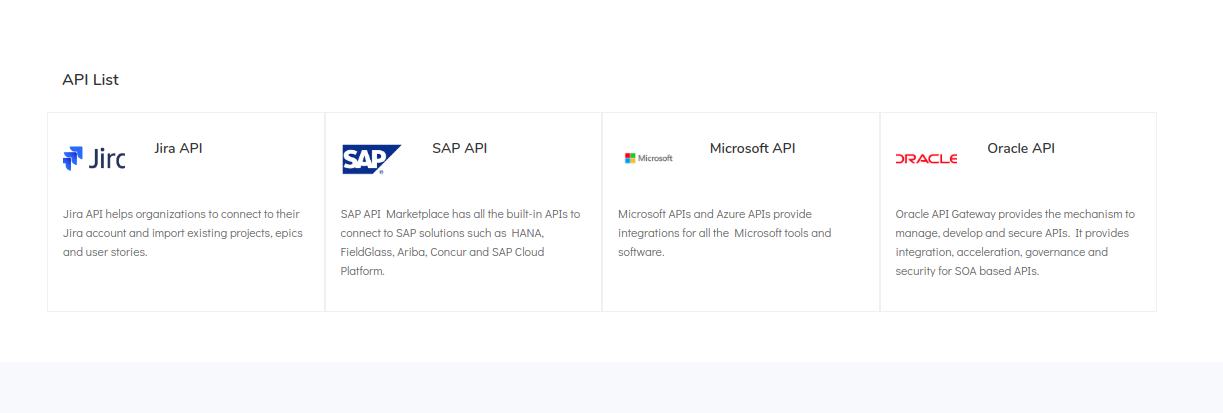 API List
Jira
Jira API
Jira API helps organizations to connect to their
Jira account and import existing projects, epics
and user stories.
SAP
®
SAP API
SAP API Marketplace has all the built-in APIs to
connect to SAP solutions such as HANA,
FieldGlass, Ariba, Concur and SAP Cloud
Platform.
Microsoft
Microsoft API
Microsoft APIs and Azure APIs provide
integrations for all the Microsoft tools and
software.
ORACLE
Oracle API
Oracle API Gateway provides the mechanism to
manage, develop and secure APIs. It provides
integration, acceleration, governance and
security for SOA based APIs.